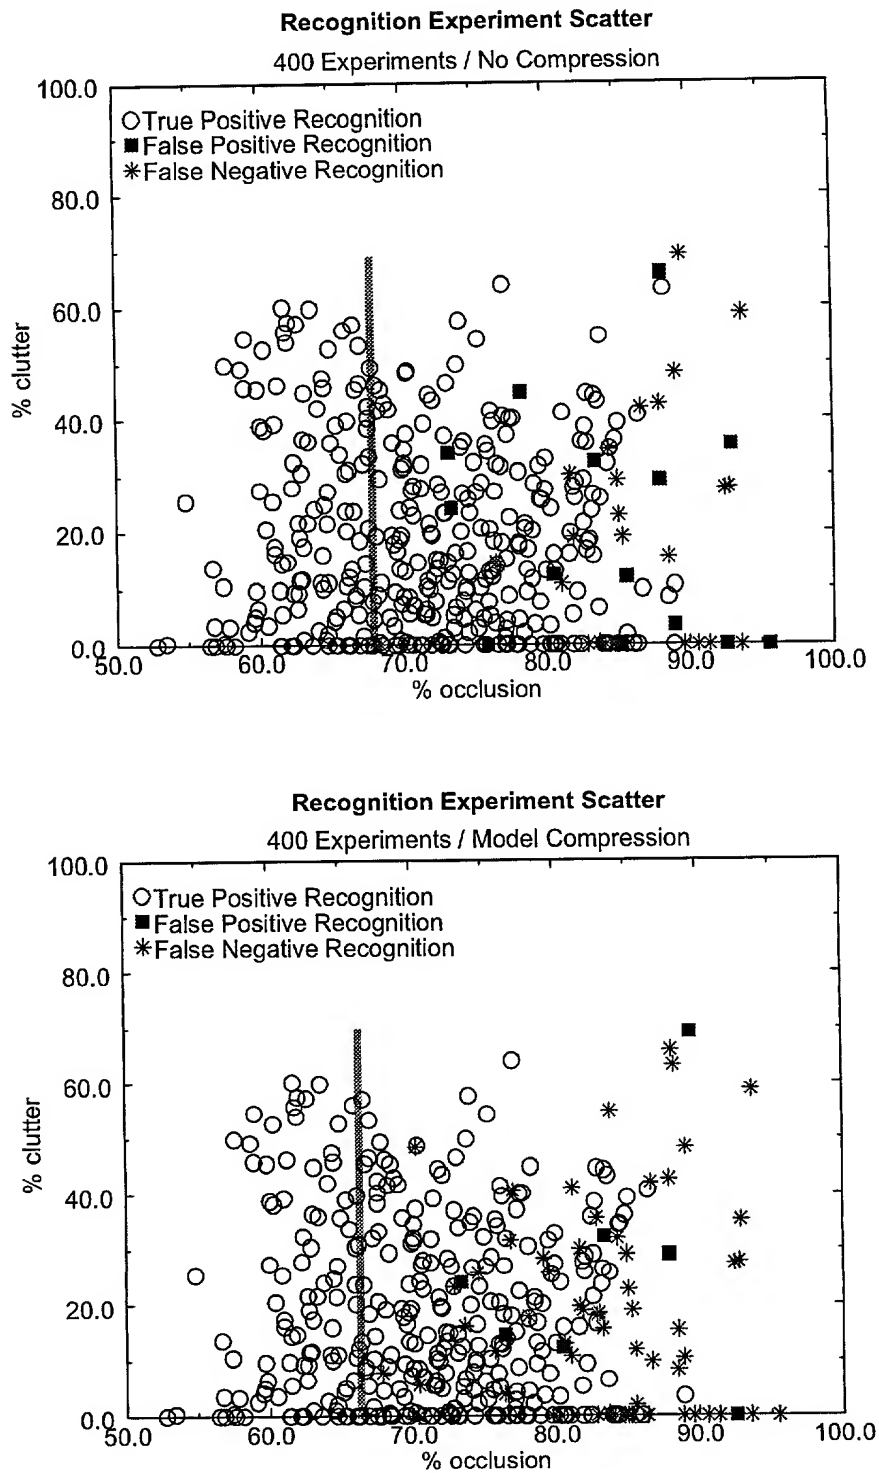 Recognition Experiment Scatter
400 Experiments / No Compression
100.0
True Positive Recognition
False Positive Recognition
False Negative Recognition
80.0
60.0
% clutter
40.0
20.0
0.0
50.0 60.0 70.0 80.0 90.0 100.0
% occlusion
Recognition Experiment Scatter
400 Experiments / Model Compression
100.0
True Positive Recognition
False Positive Recognition
False Negative Recognition
80.0
60.0
% clutter
40.0
20.0
0.0
50.0 60.0 70.0 80.0 90.0 100.0
% occlusion